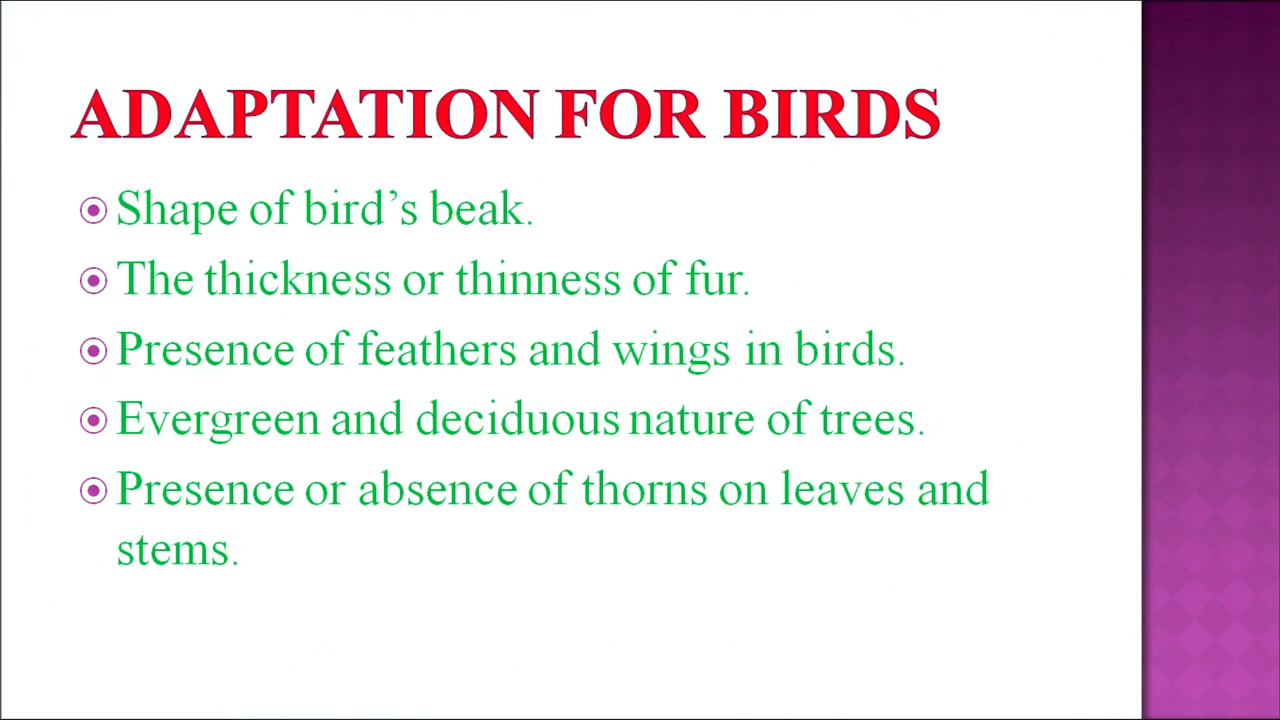 ADAPTATION FOR BIRDS
Shape of bird’s beak.
The thickness or thinness of fur.
Presence of feathers and wings in birds.
Evergreen and deciduous nature of trees.
Presence or absence of thorns on leaves and
stems.